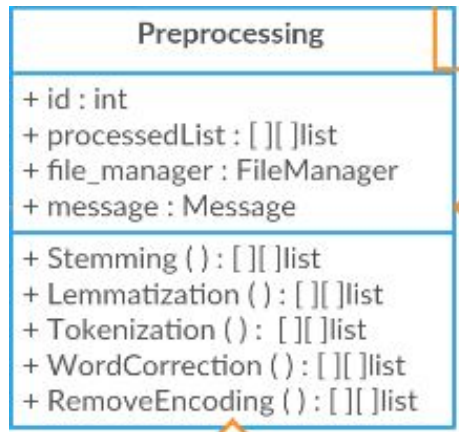 Preprocessing
+ id : int
+ processedList : [ ][ ]list
+ file_manager : FileManager
+ message : Message
+ Stemming ( ) : [ ][ ]list
+ Lemmatization ( ) : [ ][ ]list
+ Tokenization ( ) :  [ ][ ]list
+ WordCorrection ( ) : [ ][ ]list
+ RemoveEncoding ( ) : [ ][ ]list